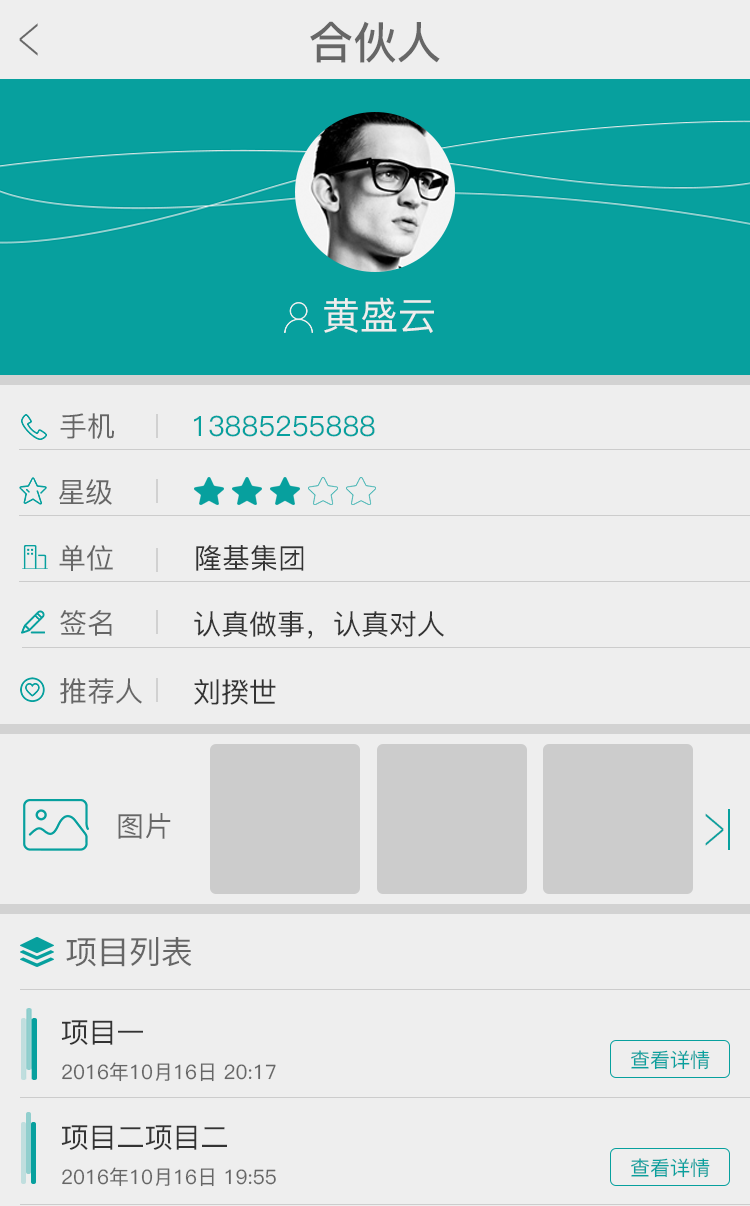 合伙人
黄盛云
手机 13885255888
星级
单位 隆基集团
签名 认真做事，认真对人
推荐人 刘揆世
图片
项目列表
项目一
2016年10月16日 20:17
查看详情
项目二项目二
2016年10月16日 19:55
查看详情